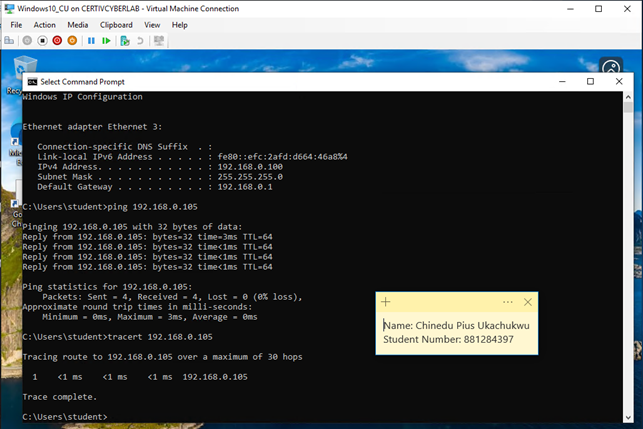 Windows10_CU on CERTIVCYBERLAB - Virtual Machine Connection
File Action Media Clipboard View Help
Select Command Prompt
Windows IP Configuration
Ethernet adapter Ethernet 3:
Connection-specific DNS Suffix . :
Link-local IPv6 Address . . . . . : fe80::efc:2afd:d664:46a8%4
IPv4 Address. . . . . . . . . . . : 192.168.0.100
Subnet Mask . . . . . . . . . . . : 255.255.255.0
Default Gateway . . . . . . . . . : 192.168.0.1
C:\Users\student>ping 192.168.0.105
Pinging 192.168.0.105 with 32 bytes of data:
Reply from 192.168.0.105: bytes=32 time=3ms TTL=64
Reply from 192.168.0.105: bytes=32 time<1ms TTL=64
Reply from 192.168.0.105: bytes=32 time<1ms TTL=64
Reply from 192.168.0.105: bytes=32 time<1ms TTL=64
Ping statistics for 192.168.0.105:
Packets: Sent = 4, Received = 4, Lost = 0 (0% loss),
Approximate round trip times in milli-seconds:
Minimum = 0ms, Maximum = 3ms, Average = 0ms
C:\Users\student>tracert 192.168.0.105
Tracing route to 192.168.0.105 over a maximum of 30 hops
1 <1 ms <1 ms <1 ms 192.168.0.105
Trace complete.
C:\Users\student>
Name: Chinedu Pius Ukachukwu
Student Number: 881284397